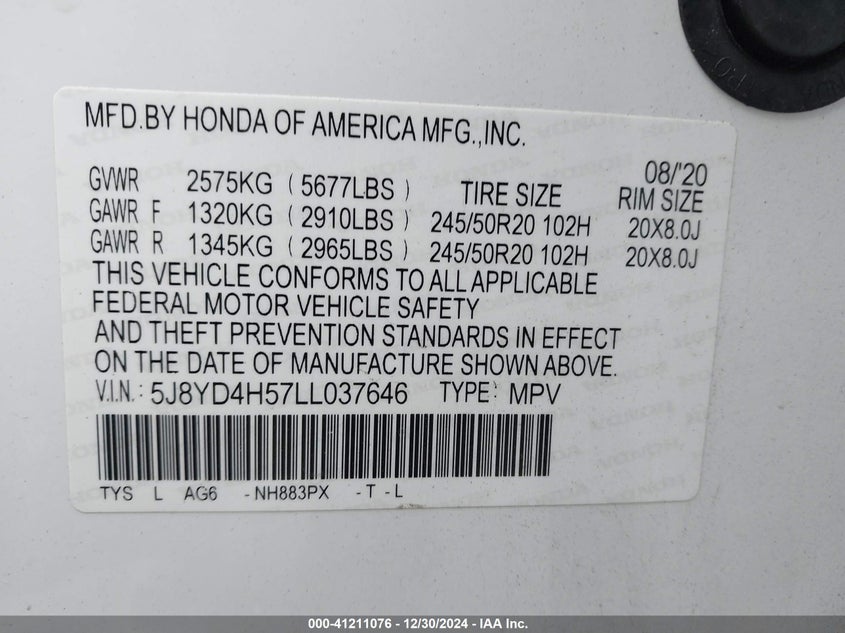 MFD.BY HONDA OF AMERICA MFG.,INC.
08/'20
GVWR 2575KG ( 5677LBS ) TIRE SIZE RIM SIZE
GAWR F 1320KG ( 2910LBS ) 245/50R20 102H 20X8.0J
GAWR R 1345KG ( 2965LBS ) 245/50R20 102H 20X8.0J
THIS VEHICLE CONFORMS TO ALL APPLICABLE
FEDERAL MOTOR VEHICLE SAFETY
AND THEFT PREVENTION STANDARDS IN EFFECT
ON THE DATE OF MANUFACTURE SHOWN ABOVE.
V.I.N.: 5J8YD4H57LL037646 TYPE: MPV
TYS L AG6 -NH883PX -T -L
000-41211076 - 12/30/2024 - IAA Inc.